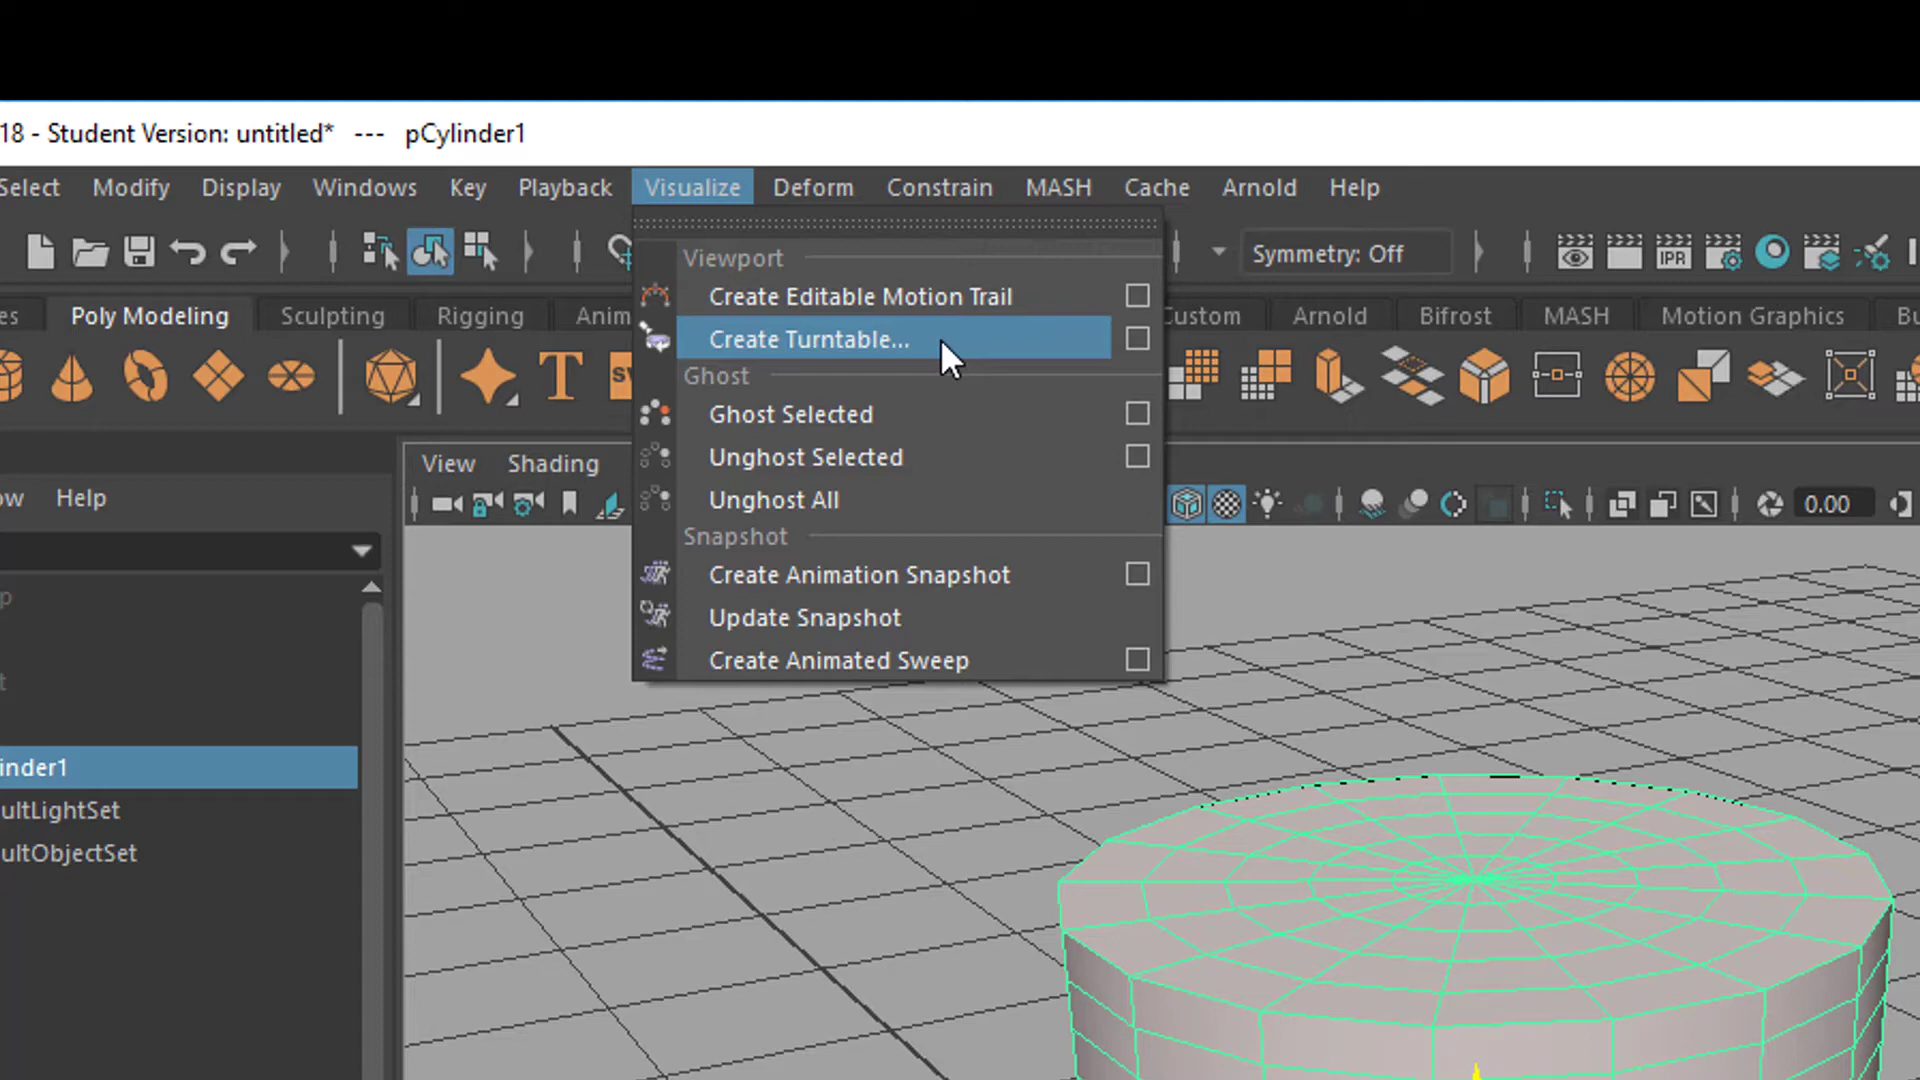 18 - Student Version: untitled* --- pCylinder1
Select Modify Display Windows Key Playback Visualize Deform Constrain MASH Cache Arnold Help
Symmetry: Off
IPR
Viewport
Create Editable Motion Trail
Create Turntable...
Ghost
Ghost Selected
Unghost Selected
Unghost All
Snapshot
Create Animation Snapshot
Update Snapshot
Create Animated Sweep
Poly Modeling Sculpting Rigging Anim
Custom Arnold Bifrost MASH Motion Graphics Bu
T
View Shading
0.00
ow Help
inder1
ultLightSet
ultObjectSet